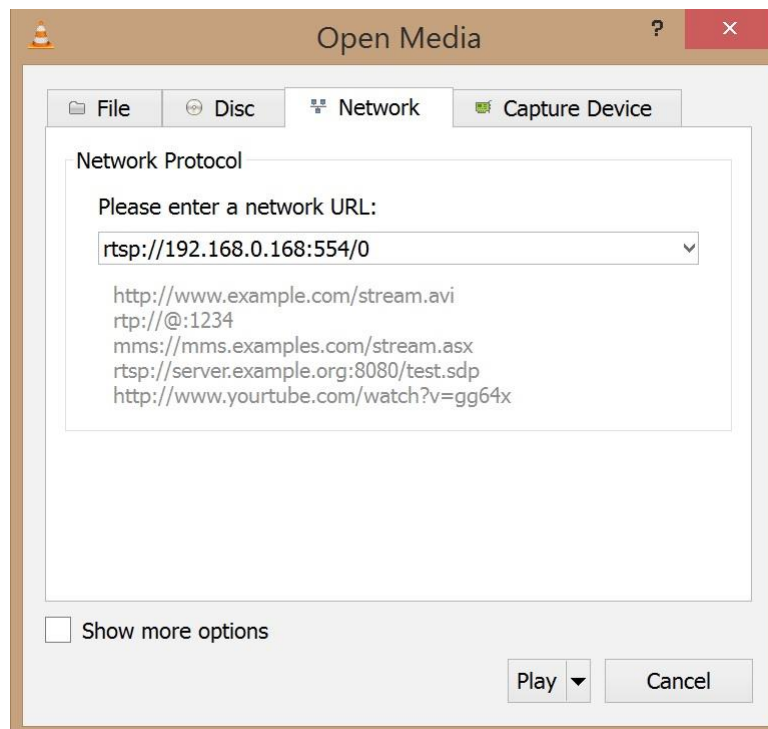 Open Media
?
File Disc Network Capture Device
Network Protocol
Please enter a network URL:
rtsp://192.168.0.168:554/0
http://www.example.com/stream.avi
rtp://@:1234
mms://mms.examples.com/stream.asx
rtsp://server.example.org:8080/test.sdp
http://www.yourtube.com/watch?v=gg64x
Show more options
Play Cancel